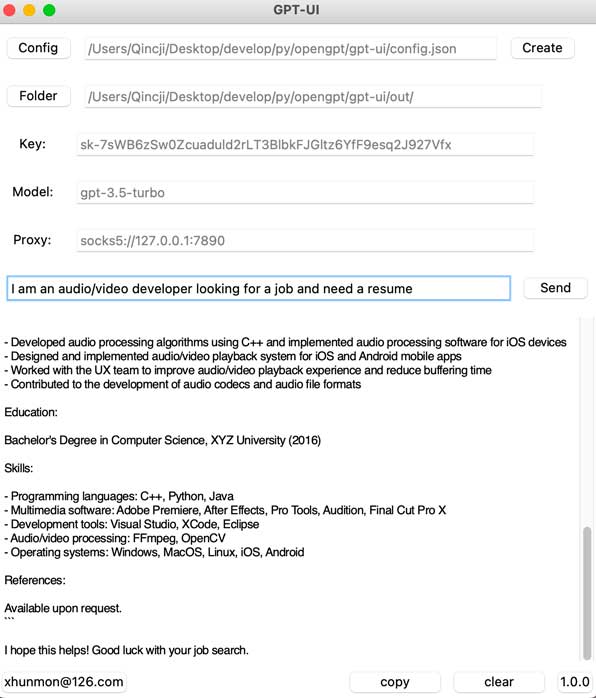 GPT-UI
Config /Users/Qincji/Desktop/develop/py/opengpt/gpt-ui/config.json Create
Folder /Users/Qincji/Desktop/develop/py/opengpt/gpt-ui/out/
Key:
Model: gpt-3.5-turbo
Proxy: socks5://127.0.0.1:7890
I am an audio/video developer looking for a job and need a resume Send
- Developed audio processing algorithms using C++ and implemented audio processing software for iOS devices
- Designed and implemented audio/video playback system for iOS and Android mobile apps
- Worked with the UX team to improve audio/video playback experience and reduce buffering time
- Contributed to the development of audio codecs and audio file formats
Education:
Bachelor's Degree in Computer Science, XYZ University (2016)
Skills:
- Programming languages: C++, Python, Java
- Multimedia software: Adobe Premiere, After Effects, Pro Tools, Audition, Final Cut Pro X
- Development tools: Visual Studio, XCode, Eclipse
- Audio/video processing: FFmpeg, OpenCV
- Operating systems: Windows, MacOS, Linux, iOS, Android
References:
Available upon request.
```
I hope this helps! Good luck with your job search.
xhunmon@126.com copy clear 1.0.0